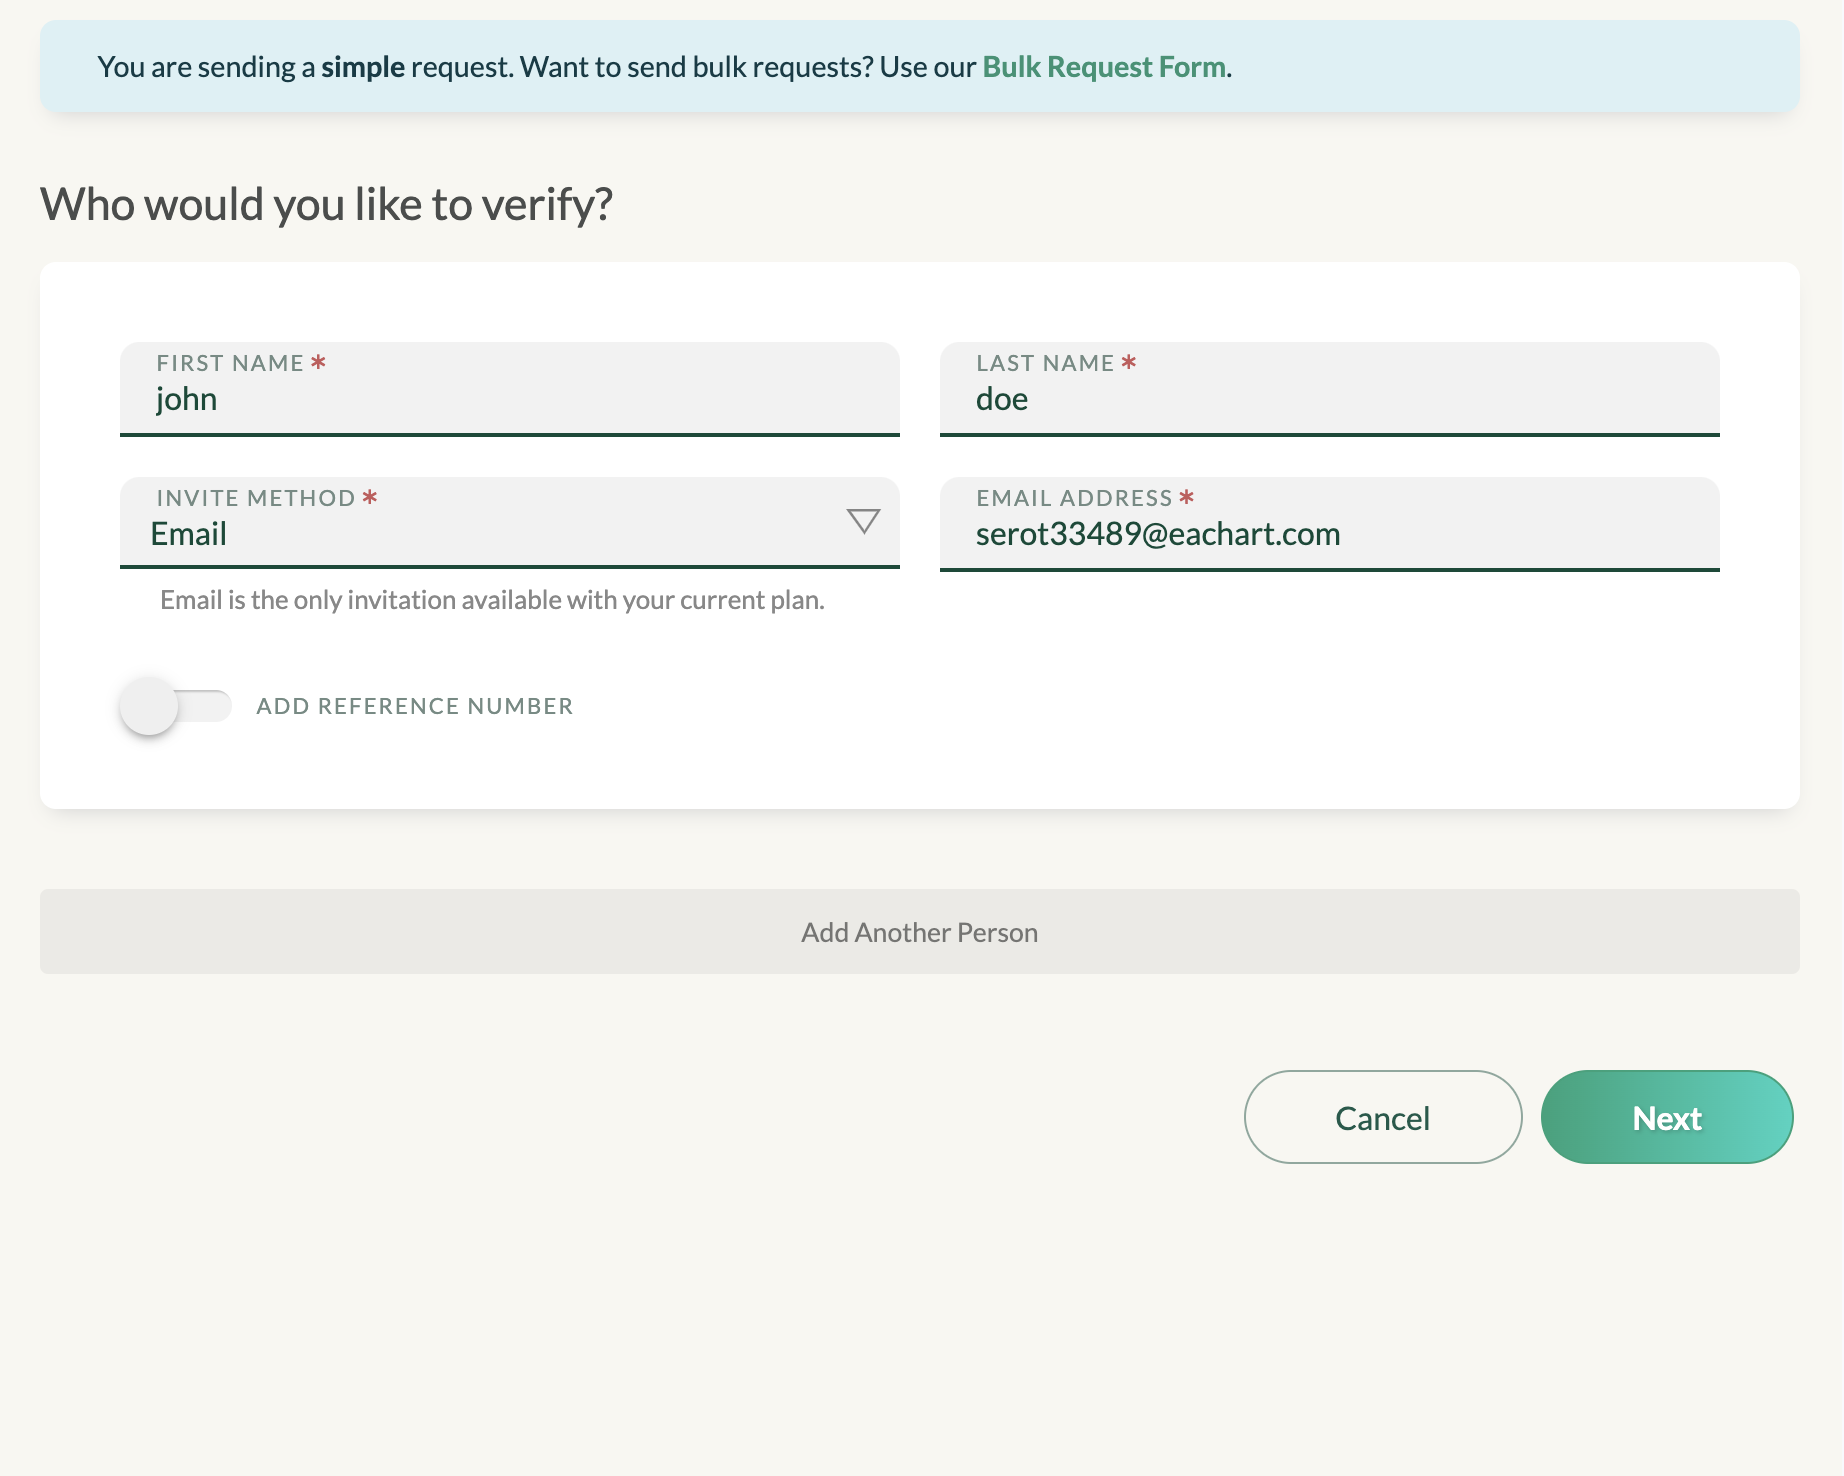 You are sending a simple request. Want to send bulk requests? Use our Bulk Request Form.
Who would you like to verify?
FIRST NAME *
john
LAST NAME *
doe
INVITE METHOD *
Email
EMAIL ADDRESS *
serot33489@eachart.com
Email is the only invitation available with your current plan.
ADD REFERENCE NUMBER
Add Another Person
Cancel
Next